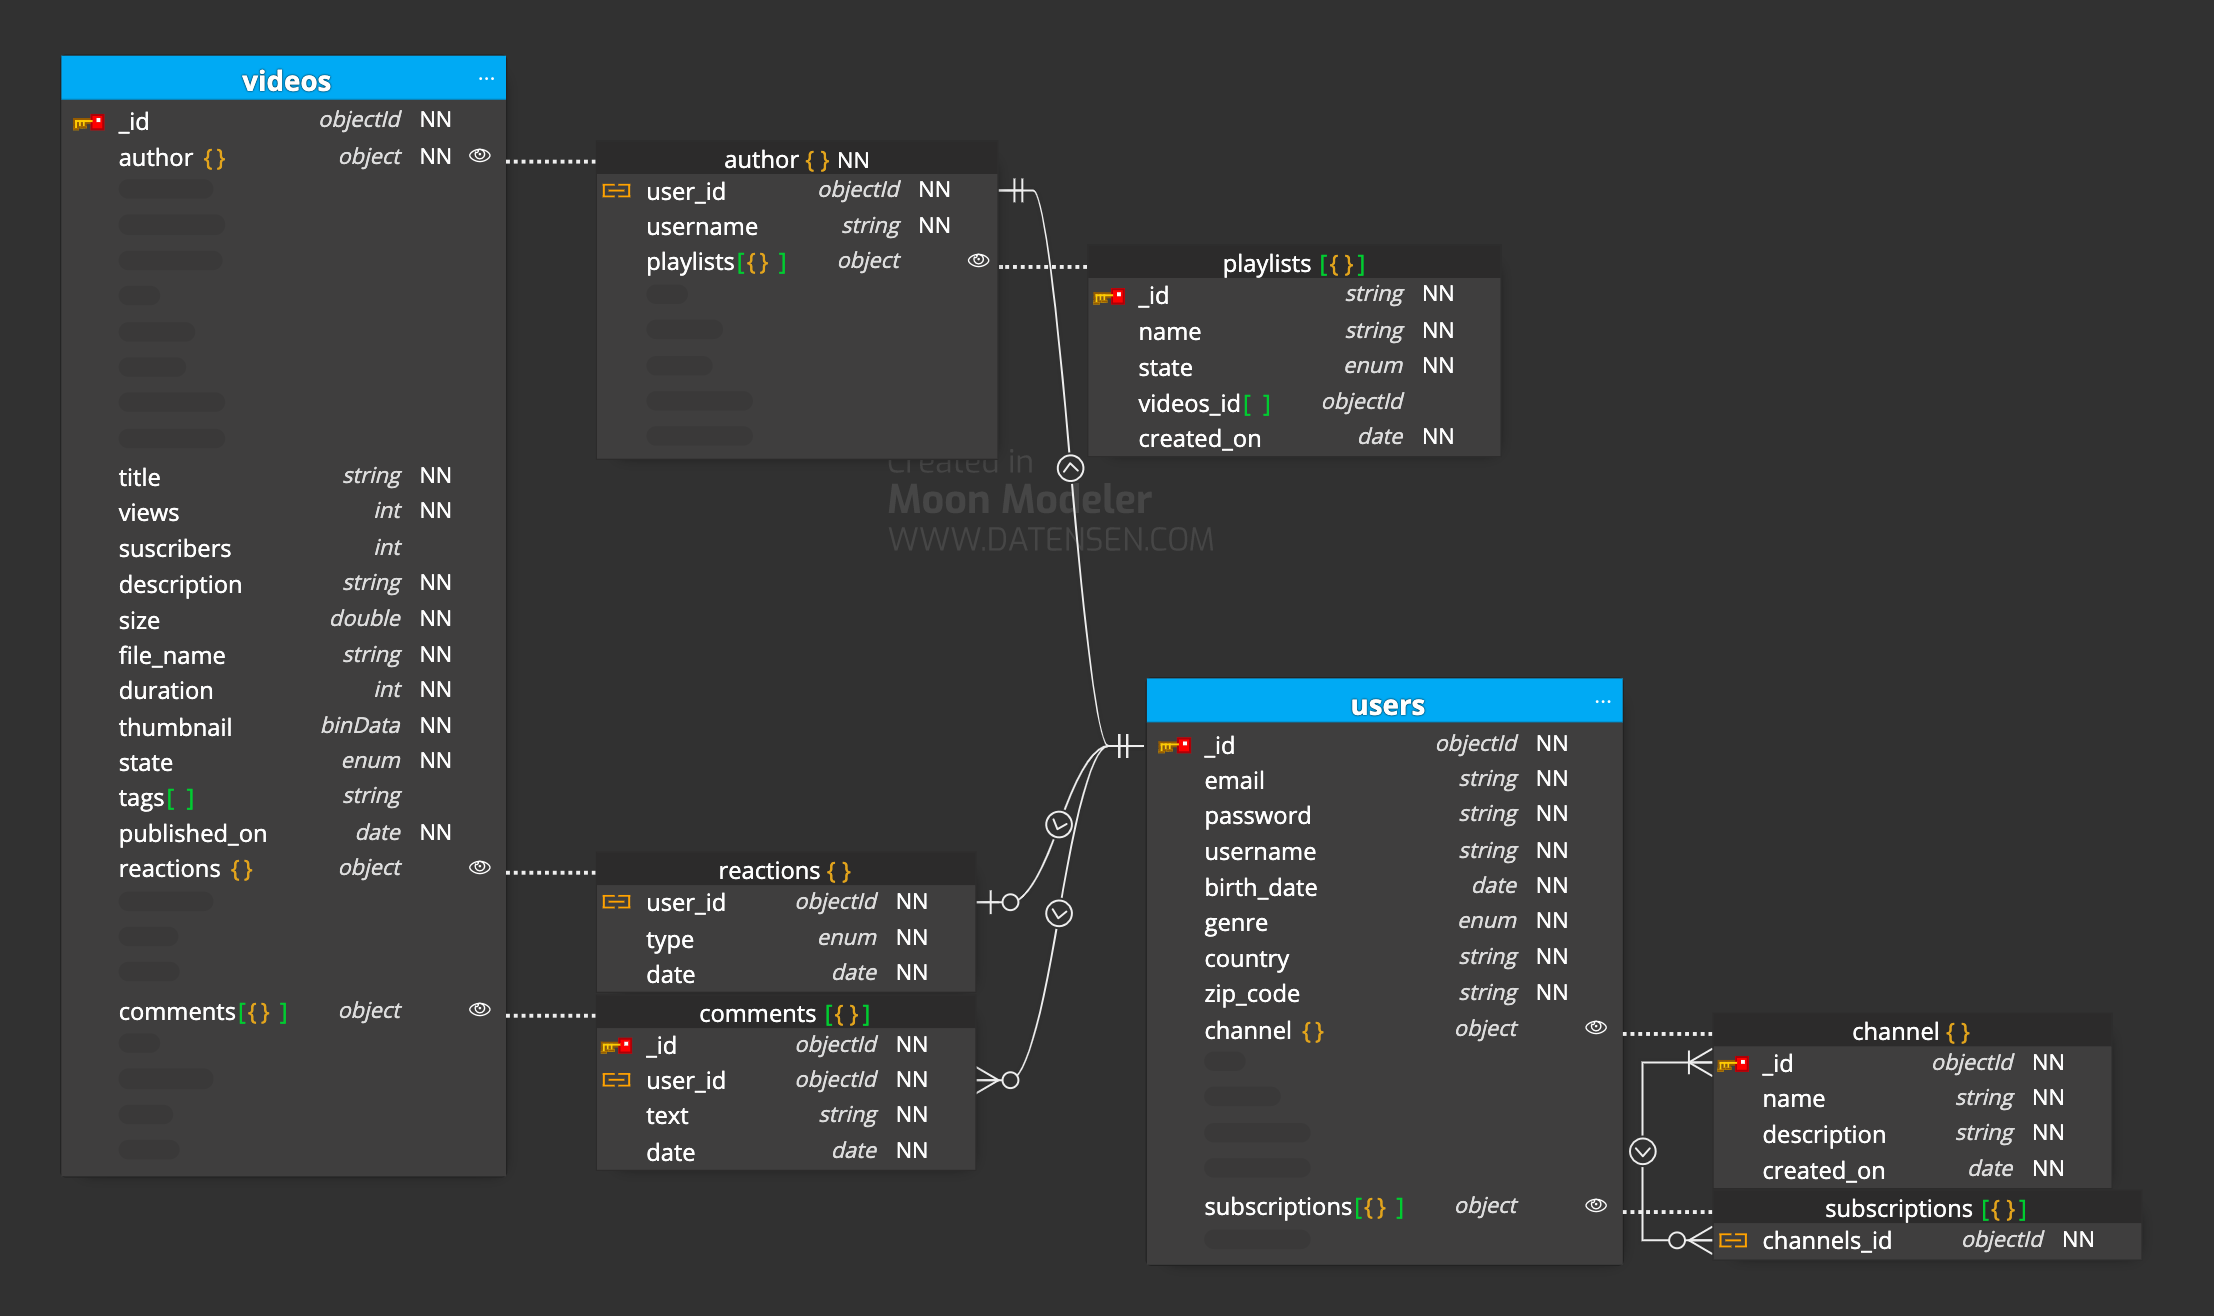 videos ...
_id objectId NN
author {} object NN
title string NN
views int NN
suscribers int
description string NN
size double NN
file_name string NN
duration int NN
thumbnail binData NN
state enum NN
tags[ ] string
published_on date NN
reactions {} object
comments[{} ] object
author {} NN
user_id objectId NN
username string NN
playlists[{} ] object
playlists [{}]
_id string NN
name string NN
state enum NN
videos_id[ ] objectId
created_on date NN
Created in
Moon Modeler
WWW.DATENSEN.COM
reactions {}
user_id objectId NN
type enum NN
date date NN
comments [{}]
_id objectId NN
user_id objectId NN
text string NN
date date NN
users ...
_id objectId NN
email string NN
password string NN
username string NN
birth_date date NN
genre enum NN
country string NN
zip_code string NN
channel {} object
subscriptions[{} ] object
channel {}
_id objectId NN
name string NN
description string NN
created_on date NN
subscriptions [{}]
channels_id objectId NN